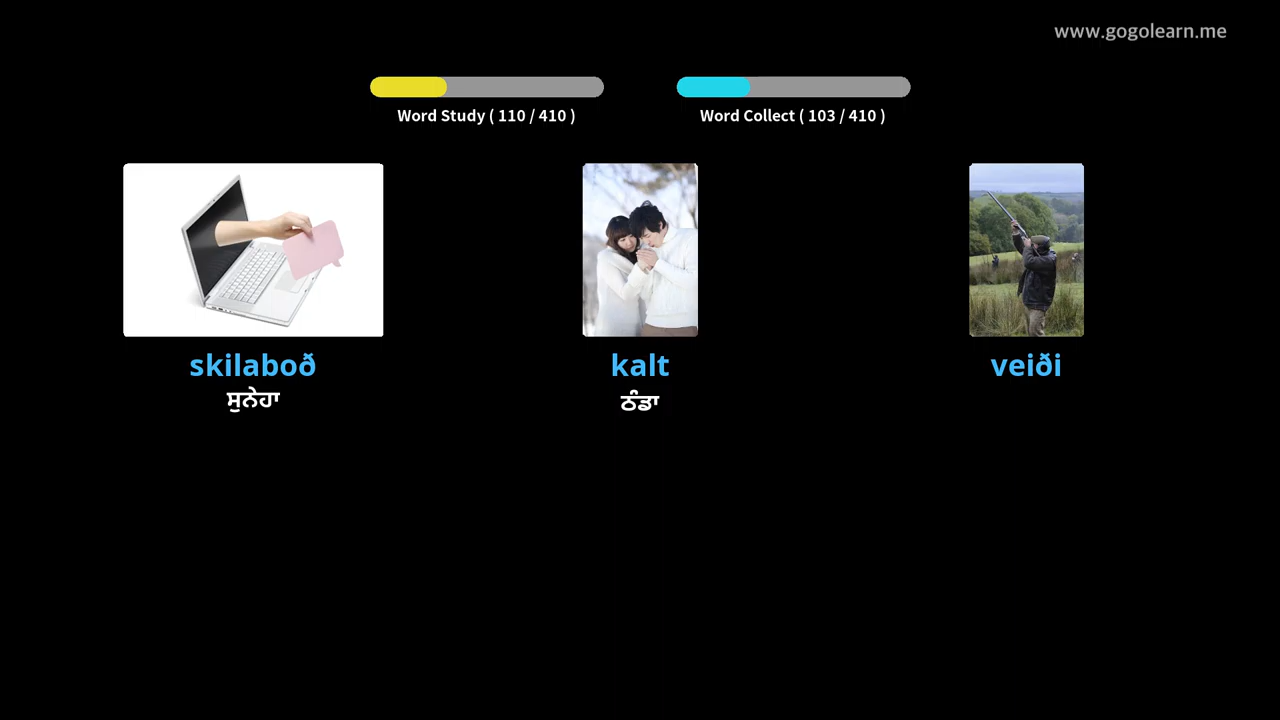 www.gogolearn.me
Word Study ( 110 / 410 )
Word Collect ( 103 / 410 )
skilaboð
ਸੁਨੇਹਾ
kalt
ਠੰਡਾ
veiði